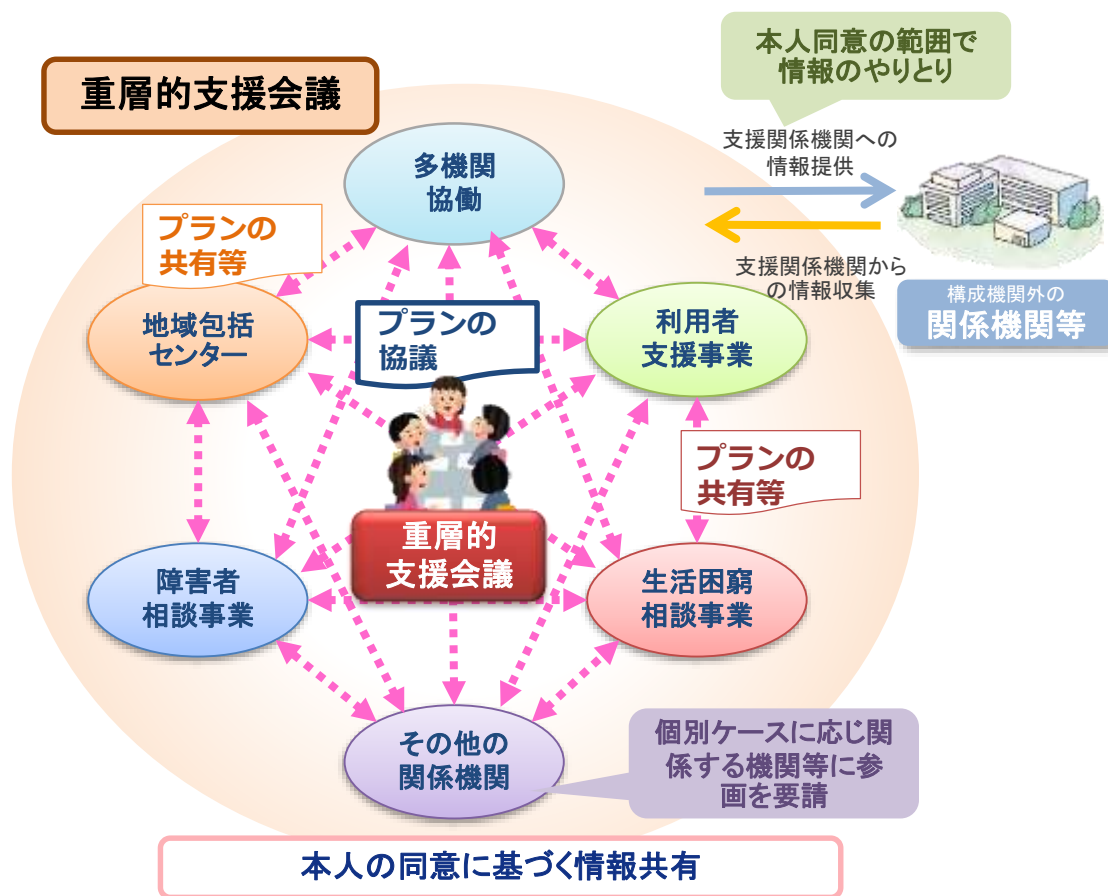 重層的支援会議
本人同意の範囲で
情報のやりとり
支援関係機関への
情報提供
支援関係機関から
の情報収集
構成機関外の
関係機関等
多機関
協働
プランの
共有等
地域包括
センター
プランの
協議
利用者
支援事業
プランの
共有等
重層的
支援会議
障害者
相談事業
生活困窮
相談事業
その他の
関係機関
個別ケースに応じ関
係する機関等に参
画を要請
本人の同意に基づく情報共有